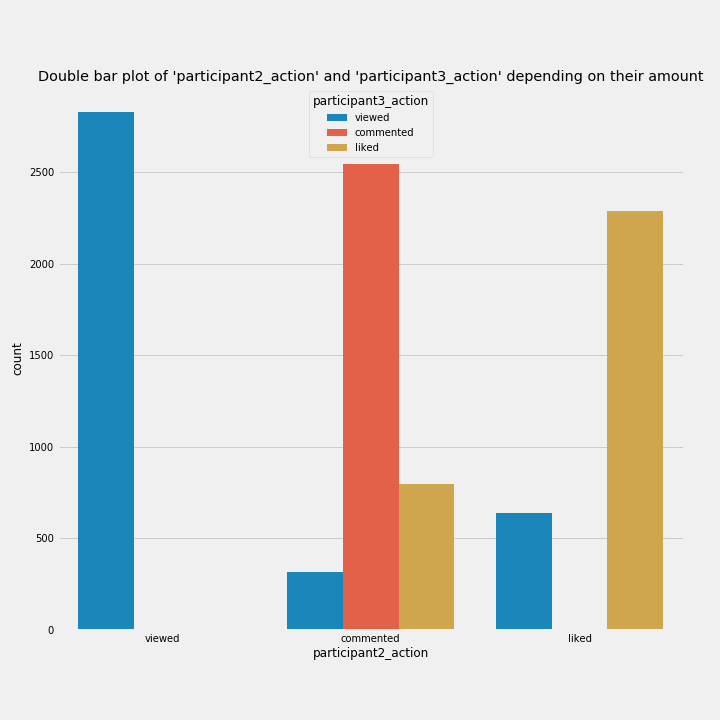 Double bar plot of 'participant2_action' and 'participant3_action' depending on their amount
participant3_action
viewed
commented
liked
2500
2000
1500
1000
500
0
count
viewed
commented
liked
participant2_action